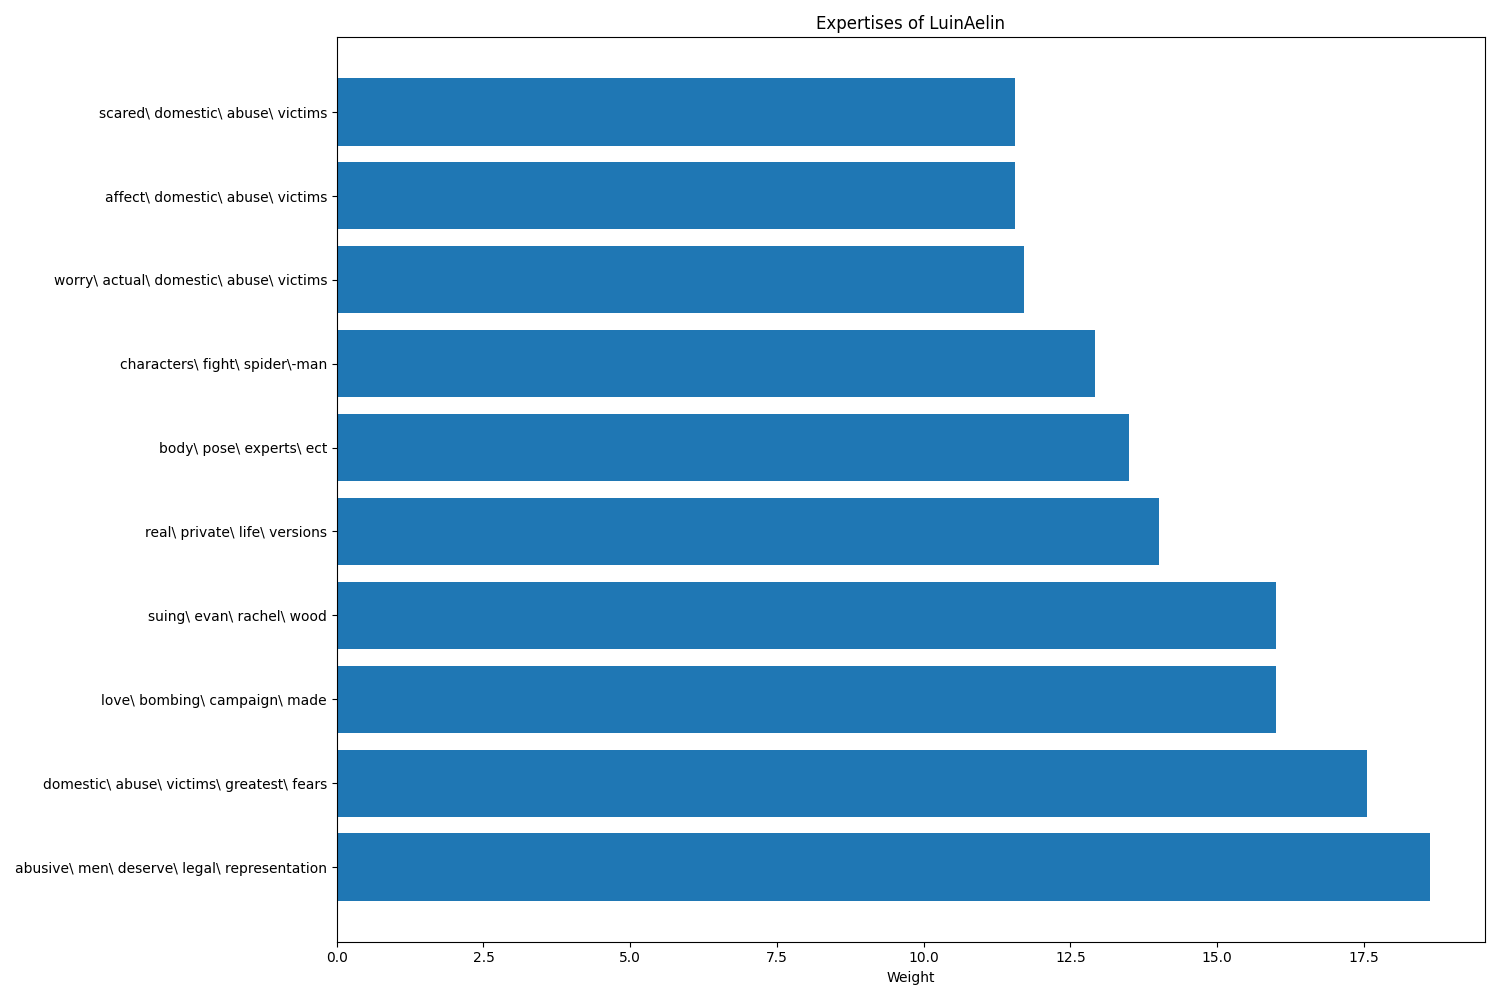 Expertises of LuinAelin
scared\ domestic\ abuse\ victims
affect\ domestic\ abuse\ victims
worry\ actual\ domestic\ abuse\ victims
characters\ fight\ spider\-man
body\ pose\ experts\ ect
real\ private\ life\ versions
suing\ evan\ rachel\ wood
love\ bombing\ campaign\ made
domestic\ abuse\ victims\ greatest\ fears
abusive\ men\ deserve\ legal\ representation
0.0 2.5 5.0 7.5 10.0 12.5 15.0 17.5
Weight